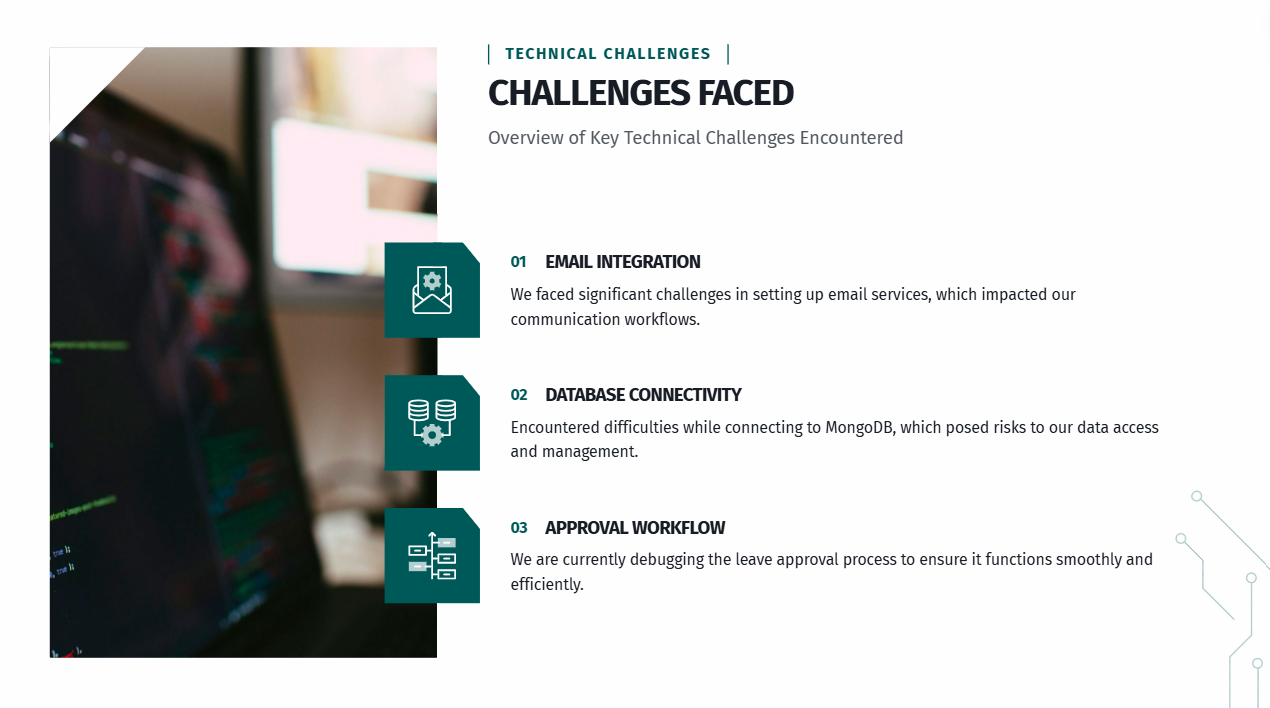 TECHNICAL CHALLENGES
CHALLENGES FACED
Overview of Key Technical Challenges Encountered
01 EMAIL INTEGRATION
We faced significant challenges in setting up email services, which impacted our
communication workflows.
02 DATABASE CONNECTIVITY
Encountered difficulties while connecting to MongoDB, which posed risks to our data access
and management.
03 APPROVAL WORKFLOW
We are currently debugging the leave approval process to ensure it functions smoothly and
efficiently.
true );
true );